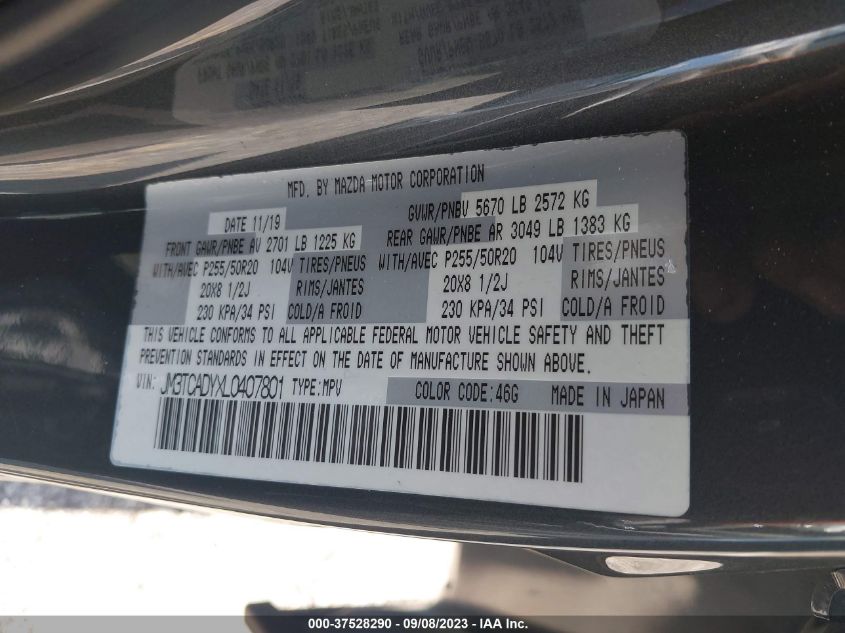 MFD. BY MAZDA MOTOR CORPORATION
DATE 11/19 GVWR/PNBV 5670 LB 2572 KG
FRONT GAWR/PNBE AV 2701 LB 1225 KG REAR GAWR/PNBE AR 3049 LB 1383 KG
WITH/AVEC P255/50R20 104V TIRES/PNEUS WITH/AVEC P255/50R20 104V TIRES/PNEUS
20X8 1/2J RIMS/JANTES 20X8 1/2J RIMS/JANTES
230 KPA/34 PSI COLD/A FROID 230 KPA/34 PSI COLD/A FROID
THIS VEHICLE CONFORMS TO ALL APPLICABLE FEDERAL MOTOR VEHICLE SAFETY AND THEFT
PREVENTION STANDARDS IN EFFECT ON THE DATE OF MANUFACTURE SHOWN ABOVE.
VIN: JM3TCADYXL0407801 TYPE:MPV COLOR CODE:46G MADE IN JAPAN
000-37528290 - 09/08/2023 - IAAI.com